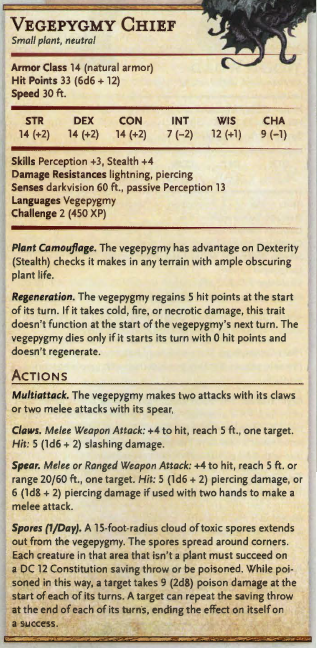 VEGEPYGMY CHIEF
Small plant, neutral
Armor Class 14 (natural armor)
Hit Points 33 (6d6 + 12)
Speed 30 ft.
STR DEX CON INT WIS CHA
14 (+2) 14 (+2) 14 (+2) 7 (−2) 12 (+1) 9 (−1)
Skills Perception +3, Stealth +4
Damage Resistances lightning, piercing
Senses darkvision 60 ft., passive Perception 13
Languages Vegepygmy
Challenge 2 (450 XP)
Plant Camouflage. The vegepygmy has advantage on Dexterity
(Stealth) checks it makes in any terrain with ample obscuring
plant life.
Regeneration. The vegepygmy regains 5 hit points at the start
of its turn. If it takes cold, fire, or necrotic damage, this trait
doesn't function at the start of the vegepygmy's next turn. The
vegepygmy dies only if it starts its turn with 0 hit points and
doesn't regenerate.
ACTIONS
Multiattack. The vegepygmy makes two attacks with its claws
or two melee attacks with its spear.
Claws. Melee Weapon Attack: +4 to hit, reach 5 ft., one target.
Hit: 5 (1d6 + 2) slashing damage.
Spear. Melee or Ranged Weapon Attack: +4 to hit, reach 5 ft. or
range 20/60 ft., one target. Hit: 5 (1d6 + 2) piercing damage, or
6 (1d8 + 2) piercing damage if used with two hands to make a
melee attack.
Spores (1/Day). A 15-foot-radius cloud of toxic spores extends
out from the vegepygmy. The spores spread around corners.
Each creature in that area that isn't a plant must succeed on
a DC 12 Constitution saving throw or be poisoned. While poi-
soned in this way, a target takes 9 (2d8) poison damage at the
start of each of its turns. A target can repeat the saving throw
at the end of each of its turns, ending the effect on itself on
a success.